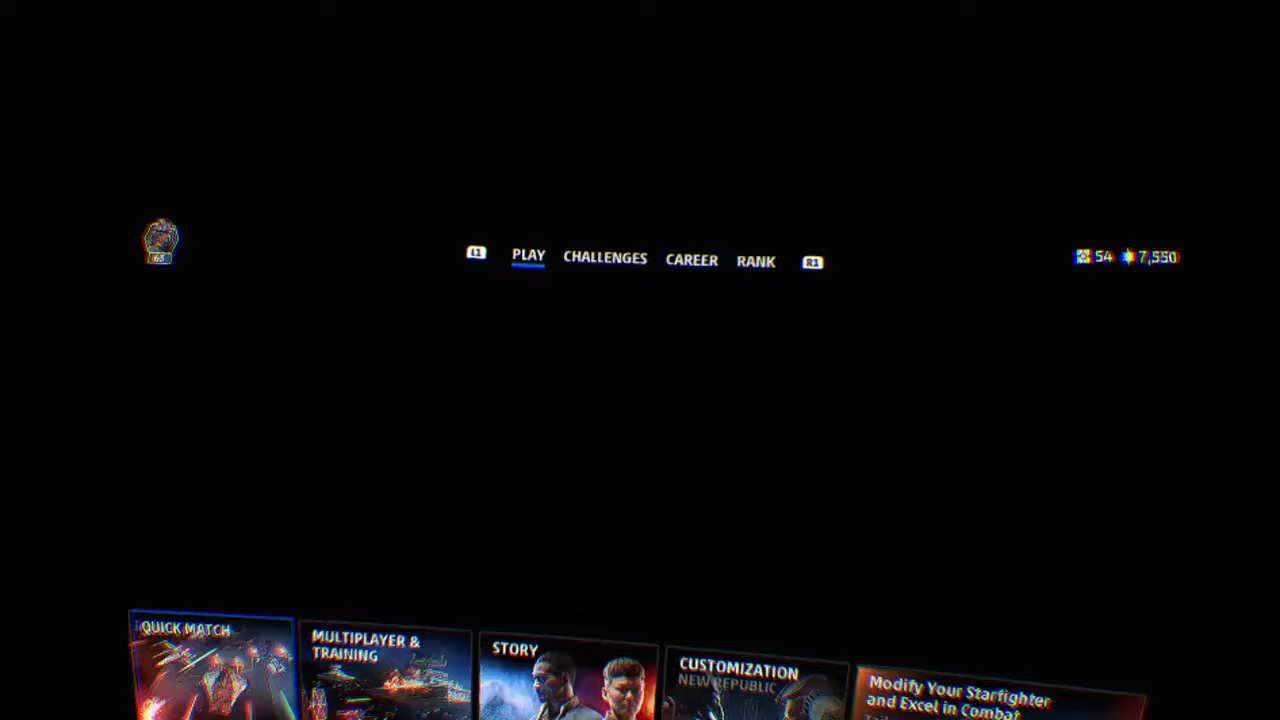 L1 PLAY CHALLENGES CAREER RANK R1
54 7,550
QUICK MATCH
MULTIPLAYER &
TRAINING
STORY
CUSTOMIZATION
NEW REPUBLIC
Modify Your Starfighter
and Excel in Combat